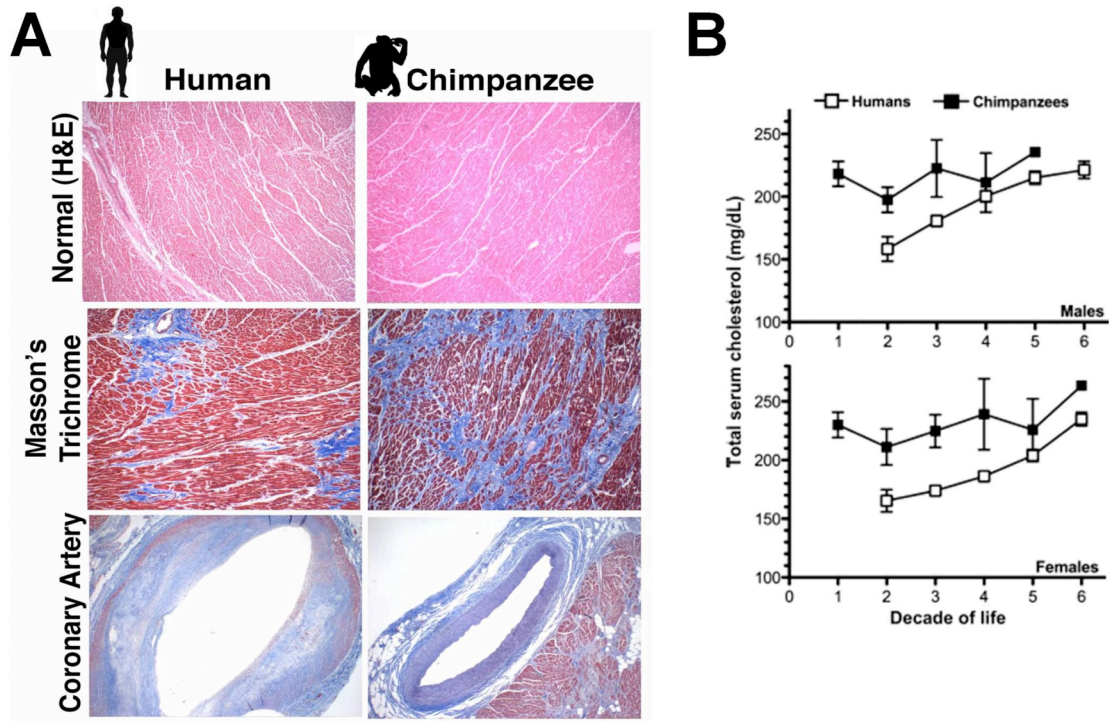 A
Human
Chimpanzee
Normal (H&E)
Masson's
Trichrome
Coronary Artery
B
Humans
Chimpanzees
Total serum cholesterol (mg/dL)
250
200
150
100
Males
0 1 2 3 4 5 6
250
200
150
100
Females
0 1 2 3 4 5 6
Decade of life